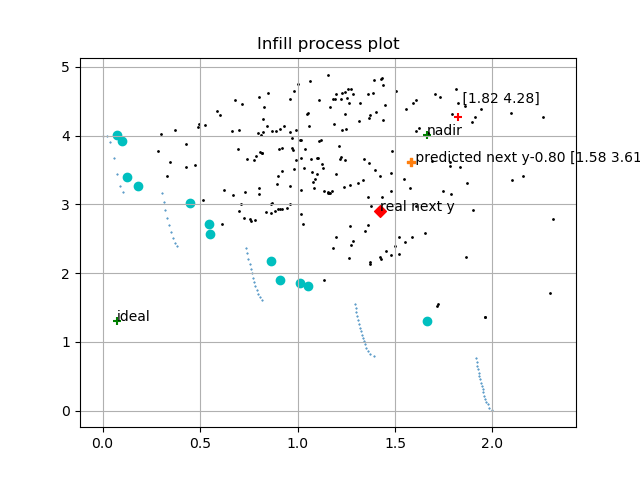 Infill process plot
5
[1.82 4.28]
4
nadir
predicted next y-0.80 [1.58 3.61
3
real next y
2
ideal
1
0
0.0 0.5 1.0 1.5 2.0